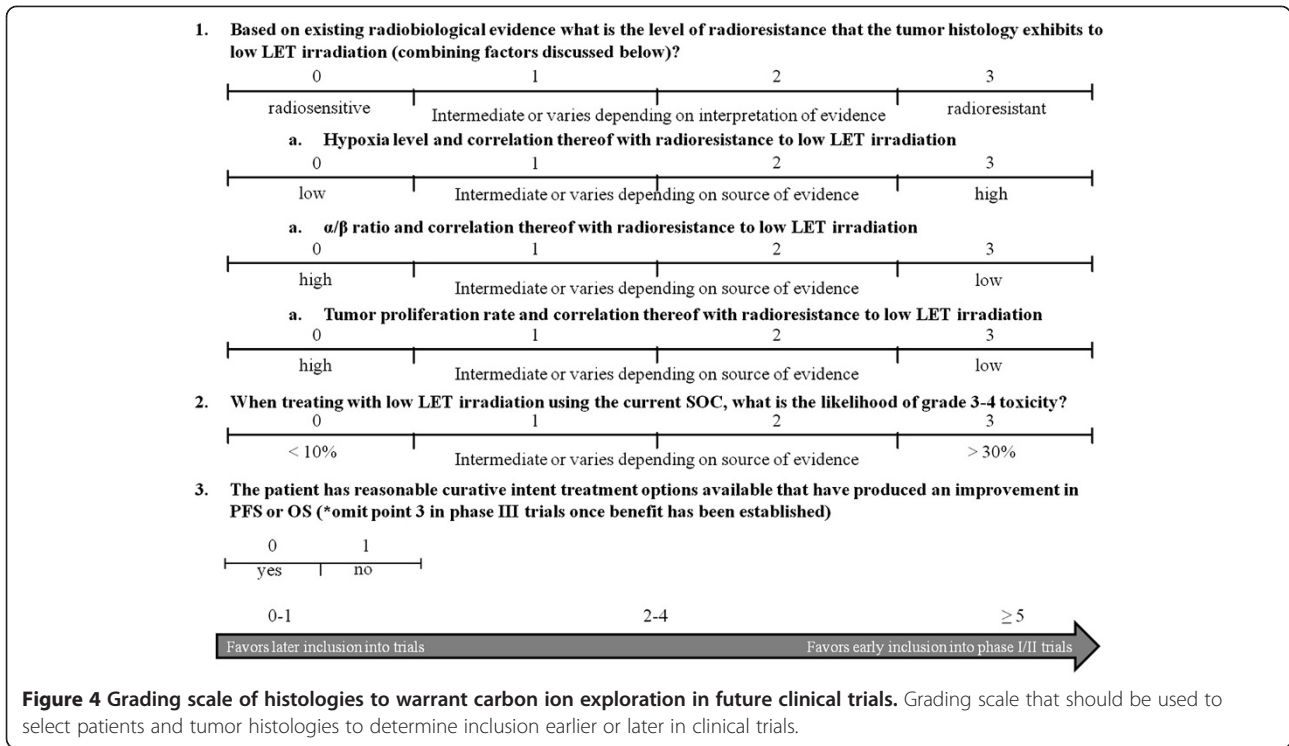 1. Based on existing radiobiological evidence what is the level of radioresistance that the tumor histology exhibits to
low LET irradiation (combining factors discussed below)?
0 1 2 3
radiosensitive Intermediate or varies depending on interpretation of evidence radioresistant
a. Hypoxia level and correlation thereof with radioresistance to low LET irradiation
0 1 2 3
low Intermediate or varies depending on source of evidence high
a. α/β ratio and correlation thereof with radioresistance to low LET irradiation
0 1 2 3
high Intermediate or varies depending on source of evidence low
a. Tumor proliferation rate and correlation thereof with radioresistance to low LET irradiation
0 1 2 3
high Intermediate or varies depending on source of evidence low
2. When treating with low LET irradiation using the current SOC, what is the likelihood of grade 3-4 toxicity?
0 1 2 3
< 10% Intermediate or varies depending on source of evidence > 30%
3. The patient has reasonable curative intent treatment options available that have produced an improvement in
PFS or OS (*omit point 3 in phase III trials once benefit has been established)
0 1
yes no
0-1 2-4 ≥ 5
Favors later inclusion into trials Favors early inclusion into phase I/II trials
Figure 4 Grading scale of histologies to warrant carbon ion exploration in future clinical trials. Grading scale that should be used to
select patients and tumor histologies to determine inclusion earlier or later in clinical trials.